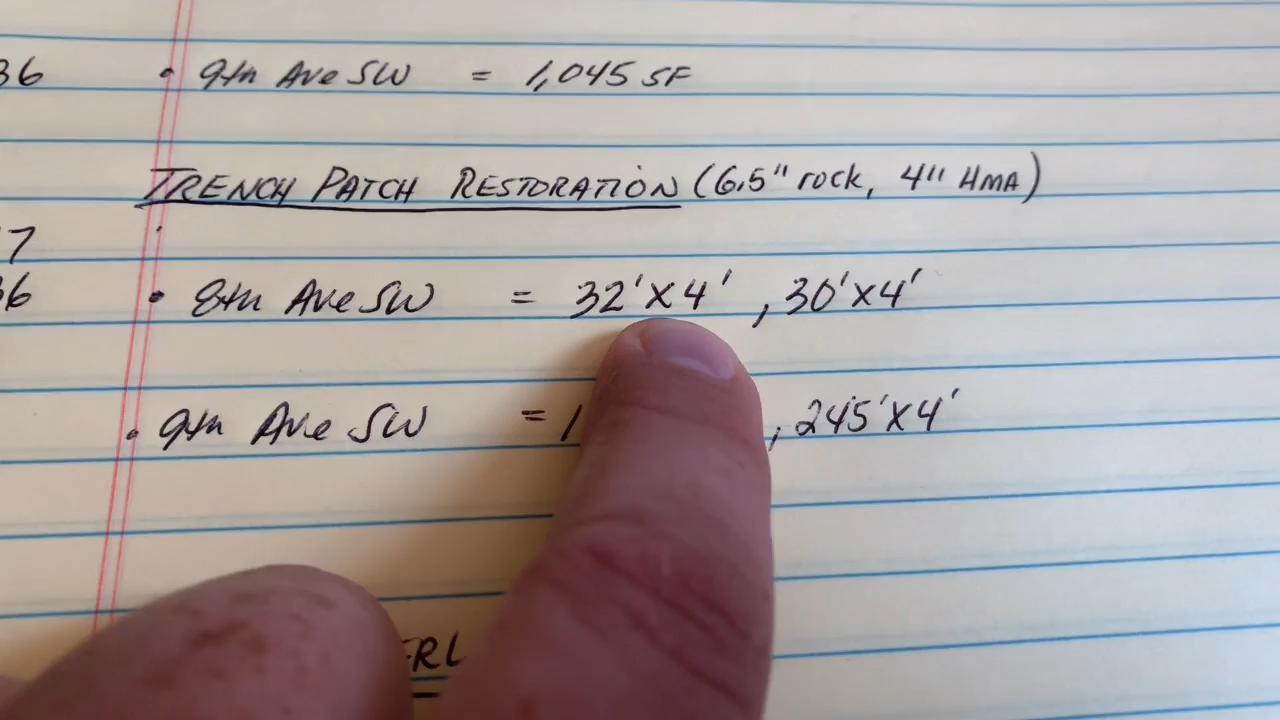 36 • 9th Ave SW = 1,045 SF
TRENCH PATCH RESTORATION (6.5" rock, 4" HMA)
7
36 • 8th Ave SW = 32'x4', 30'x4'
• 9th Ave SW = 1 , 245'x4'
ERL